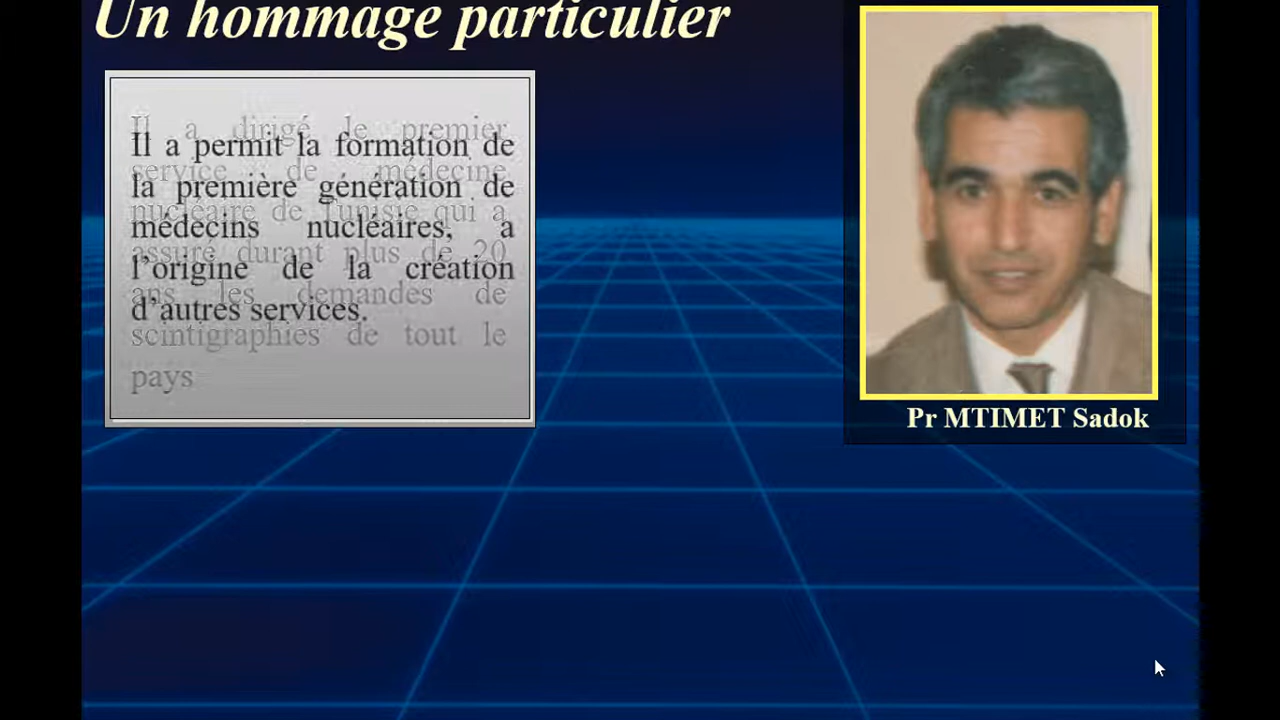 Un hommage particulier
Il a permit la formation de
la première génération de
médecins nucléaires, a
l’origine de la création
d’autres services.
Il a dirigé le premier
service de médecine
nucléaire de Tunisie qui a
assuré durant plus de 20
ans les demandes de
scintigraphies de tout le
pays
Pr MTIMET Sadok